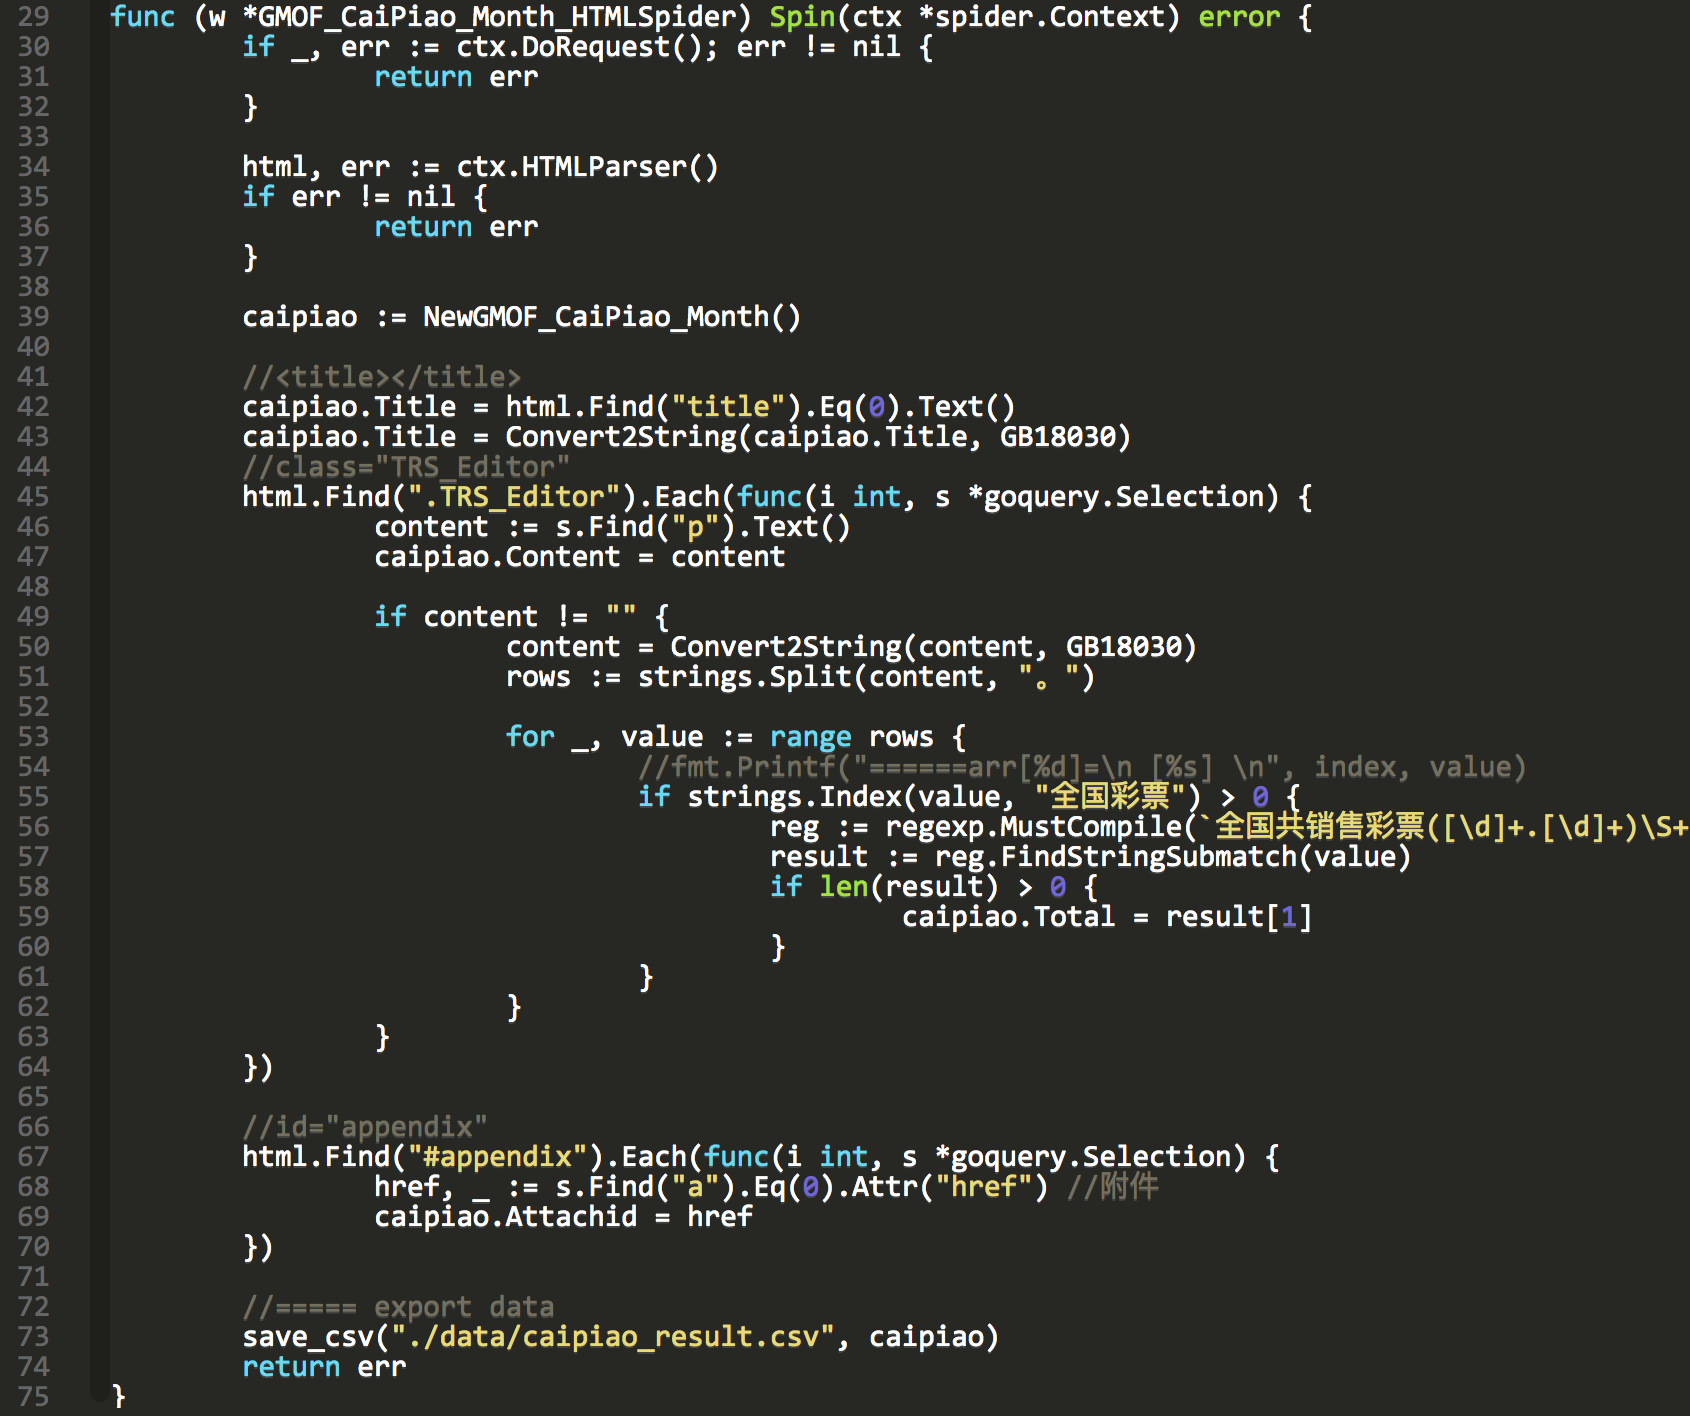 29 func (w *GMOF_CaiPiao_Month_HTMLSpider) Spin(ctx *spider.Context) error {
30 if _, err := ctx.DoRequest(); err != nil {
31 return err
32 }
33
34 html, err := ctx.HTMLParser()
35 if err != nil {
36 return err
37 }
38
39 caipiao := NewGMOF_CaiPiao_Month()
40
41 //<title></title>
42 caipiao.Title = html.Find("title").Eq(0).Text()
43 caipiao.Title = Convert2String(caipiao.Title, GB18030)
44 //class="TRS_Editor"
45 html.Find(".TRS_Editor").Each(func(i int, s *goquery.Selection) {
46 content := s.Find("p").Text()
47 caipiao.Content = content
48
49 if content != "" {
50 content = Convert2String(content, GB18030)
51 rows := strings.Split(content, "。")
52
53 for _, value := range rows {
54 //fmt.Printf("======arr[%d]=\n [%s] \n", index, value)
55 if strings.Index(value, "全国彩票") > 0 {
56 reg := regexp.MustCompile(`全国共销售彩票([\d]+.[\d]+)\S+
57 result := reg.FindStringSubmatch(value)
58 if len(result) > 0 {
59 caipiao.Total = result[1]
60 }
61 }
62 }
63 }
64 })
65
66 //id="appendix"
67 html.Find("#appendix").Each(func(i int, s *goquery.Selection) {
68 href, _ := s.Find("a").Eq(0).Attr("href") //附件
69 caipiao.Attachid = href
70 })
71
72 //===== export data
73 save_csv("./data/caipiao_result.csv", caipiao)
74 return err
75 }